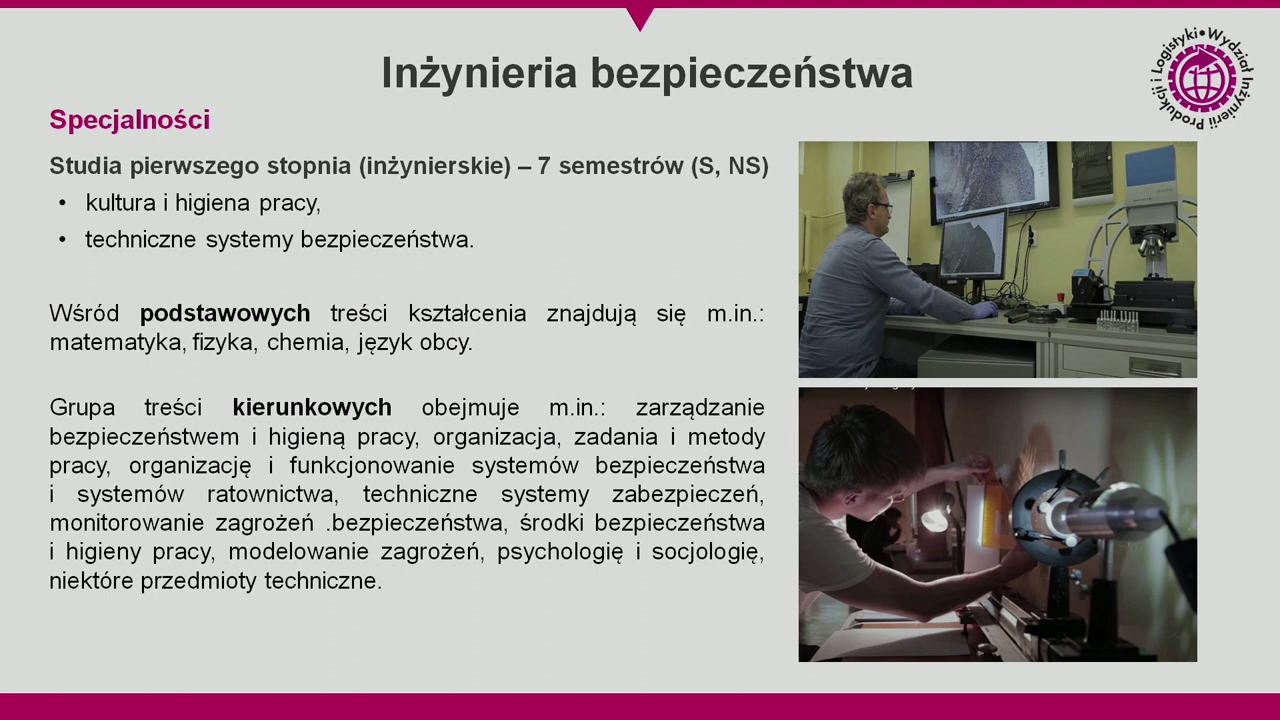 Inżynieria bezpieczeństwa
Wydział Inżynierii Produkcji i Logistyki
Specjalności
Studia pierwszego stopnia (inżynierskie) – 7 semestrów (S, NS)
• kultura i higiena pracy,
• techniczne systemy bezpieczeństwa.
Wśród podstawowych treści kształcenia znajdują się m.in.:
matematyka, fizyka, chemia, język obcy.
Grupa treści kierunkowych obejmuje m.in.: zarządzanie
bezpieczeństwem i higieną pracy, organizacja, zadania i metody
pracy, organizację i funkcjonowanie systemów bezpieczeństwa
i systemów ratownictwa, techniczne systemy zabezpieczeń,
monitorowanie zagrożeń .bezpieczeństwa, środki bezpieczeństwa
i higieny pracy, modelowanie zagrożeń, psychologię i socjologię,
niektóre przedmioty techniczne.